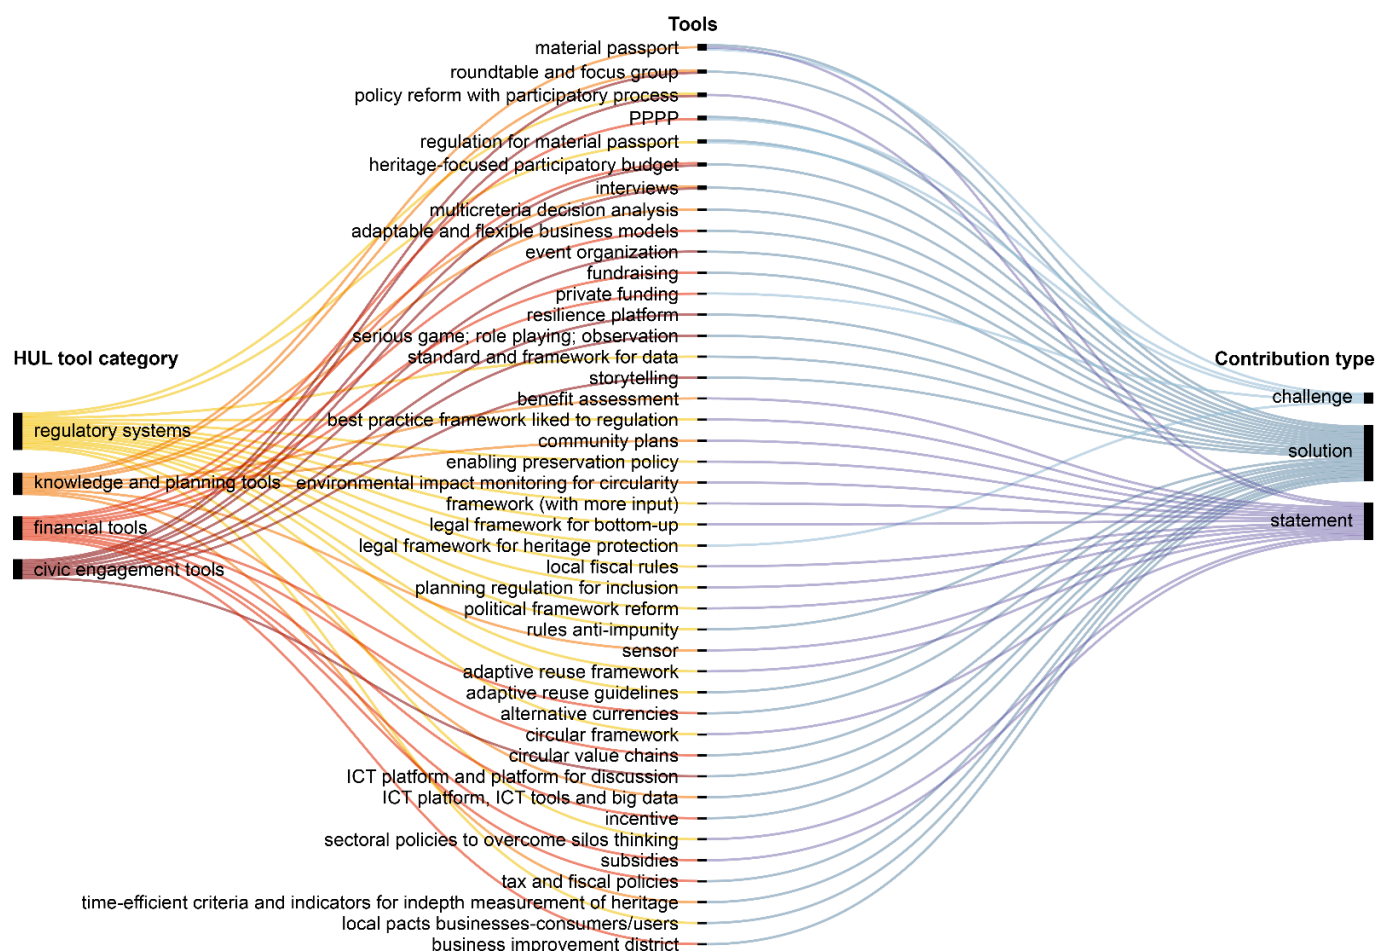 Tools
material passport
roundtable and focus group
policy reform with participatory process
PPPP
regulation for material passport
heritage-focused participatory budget
interviews
multicreteria decision analysis
adaptable and flexible business models
event organization
fundraising
private funding
resilience platform
serious game; role playing; observation
standard and framework for data
storytelling
benefit assessment
best practice framework liked to regulation
community plans
enabling preservation policy
environmental impact monitoring for circularity
framework (with more input)
legal framework for bottom-up
legal framework for heritage protection
local fiscal rules
planning regulation for inclusion
political framework reform
rules anti-impunity
sensor
adaptive reuse framework
adaptive reuse guidelines
alternative currencies
circular framework
circular value chains
ICT platform and platform for discussion
ICT platform, ICT tools and big data
incentive
sectoral policies to overcome silos thinking
subsidies
tax and fiscal policies
time-efficient criteria and indicators for indepth measurement of heritage
local pacts businesses-consumers/users
business improvement district
HUL tool category
regulatory systems
knowledge and planning tools
financial tools
civic engagement tools
Contribution type
challenge
solution
statement